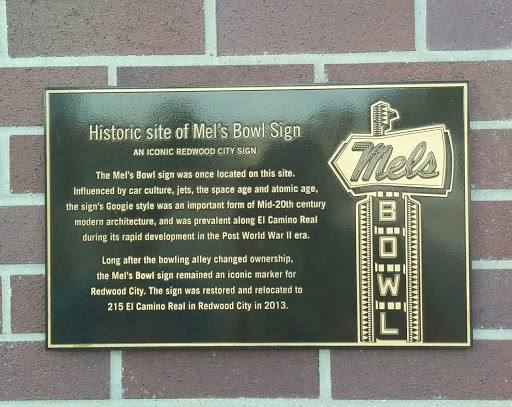 Historic site of Mel's Bowl Sign
AN ICONIC REDWOOD CITY SIGN
The Mel's Bowl sign was once located on this site.
Influenced by car culture, jets, the space age and atomic age,
the sign's Googie style was an important form of Mid-20th century
modern architecture, and was prevalent along El Camino Real
during its rapid development in the Post World War II era.
Long after the bowling alley changed ownership,
the Mel's Bowl sign remained an iconic marker for
Redwood City. The sign was restored and relocated to
215 El Camino Real in Redwood City in 2013.
Mels
BOWL